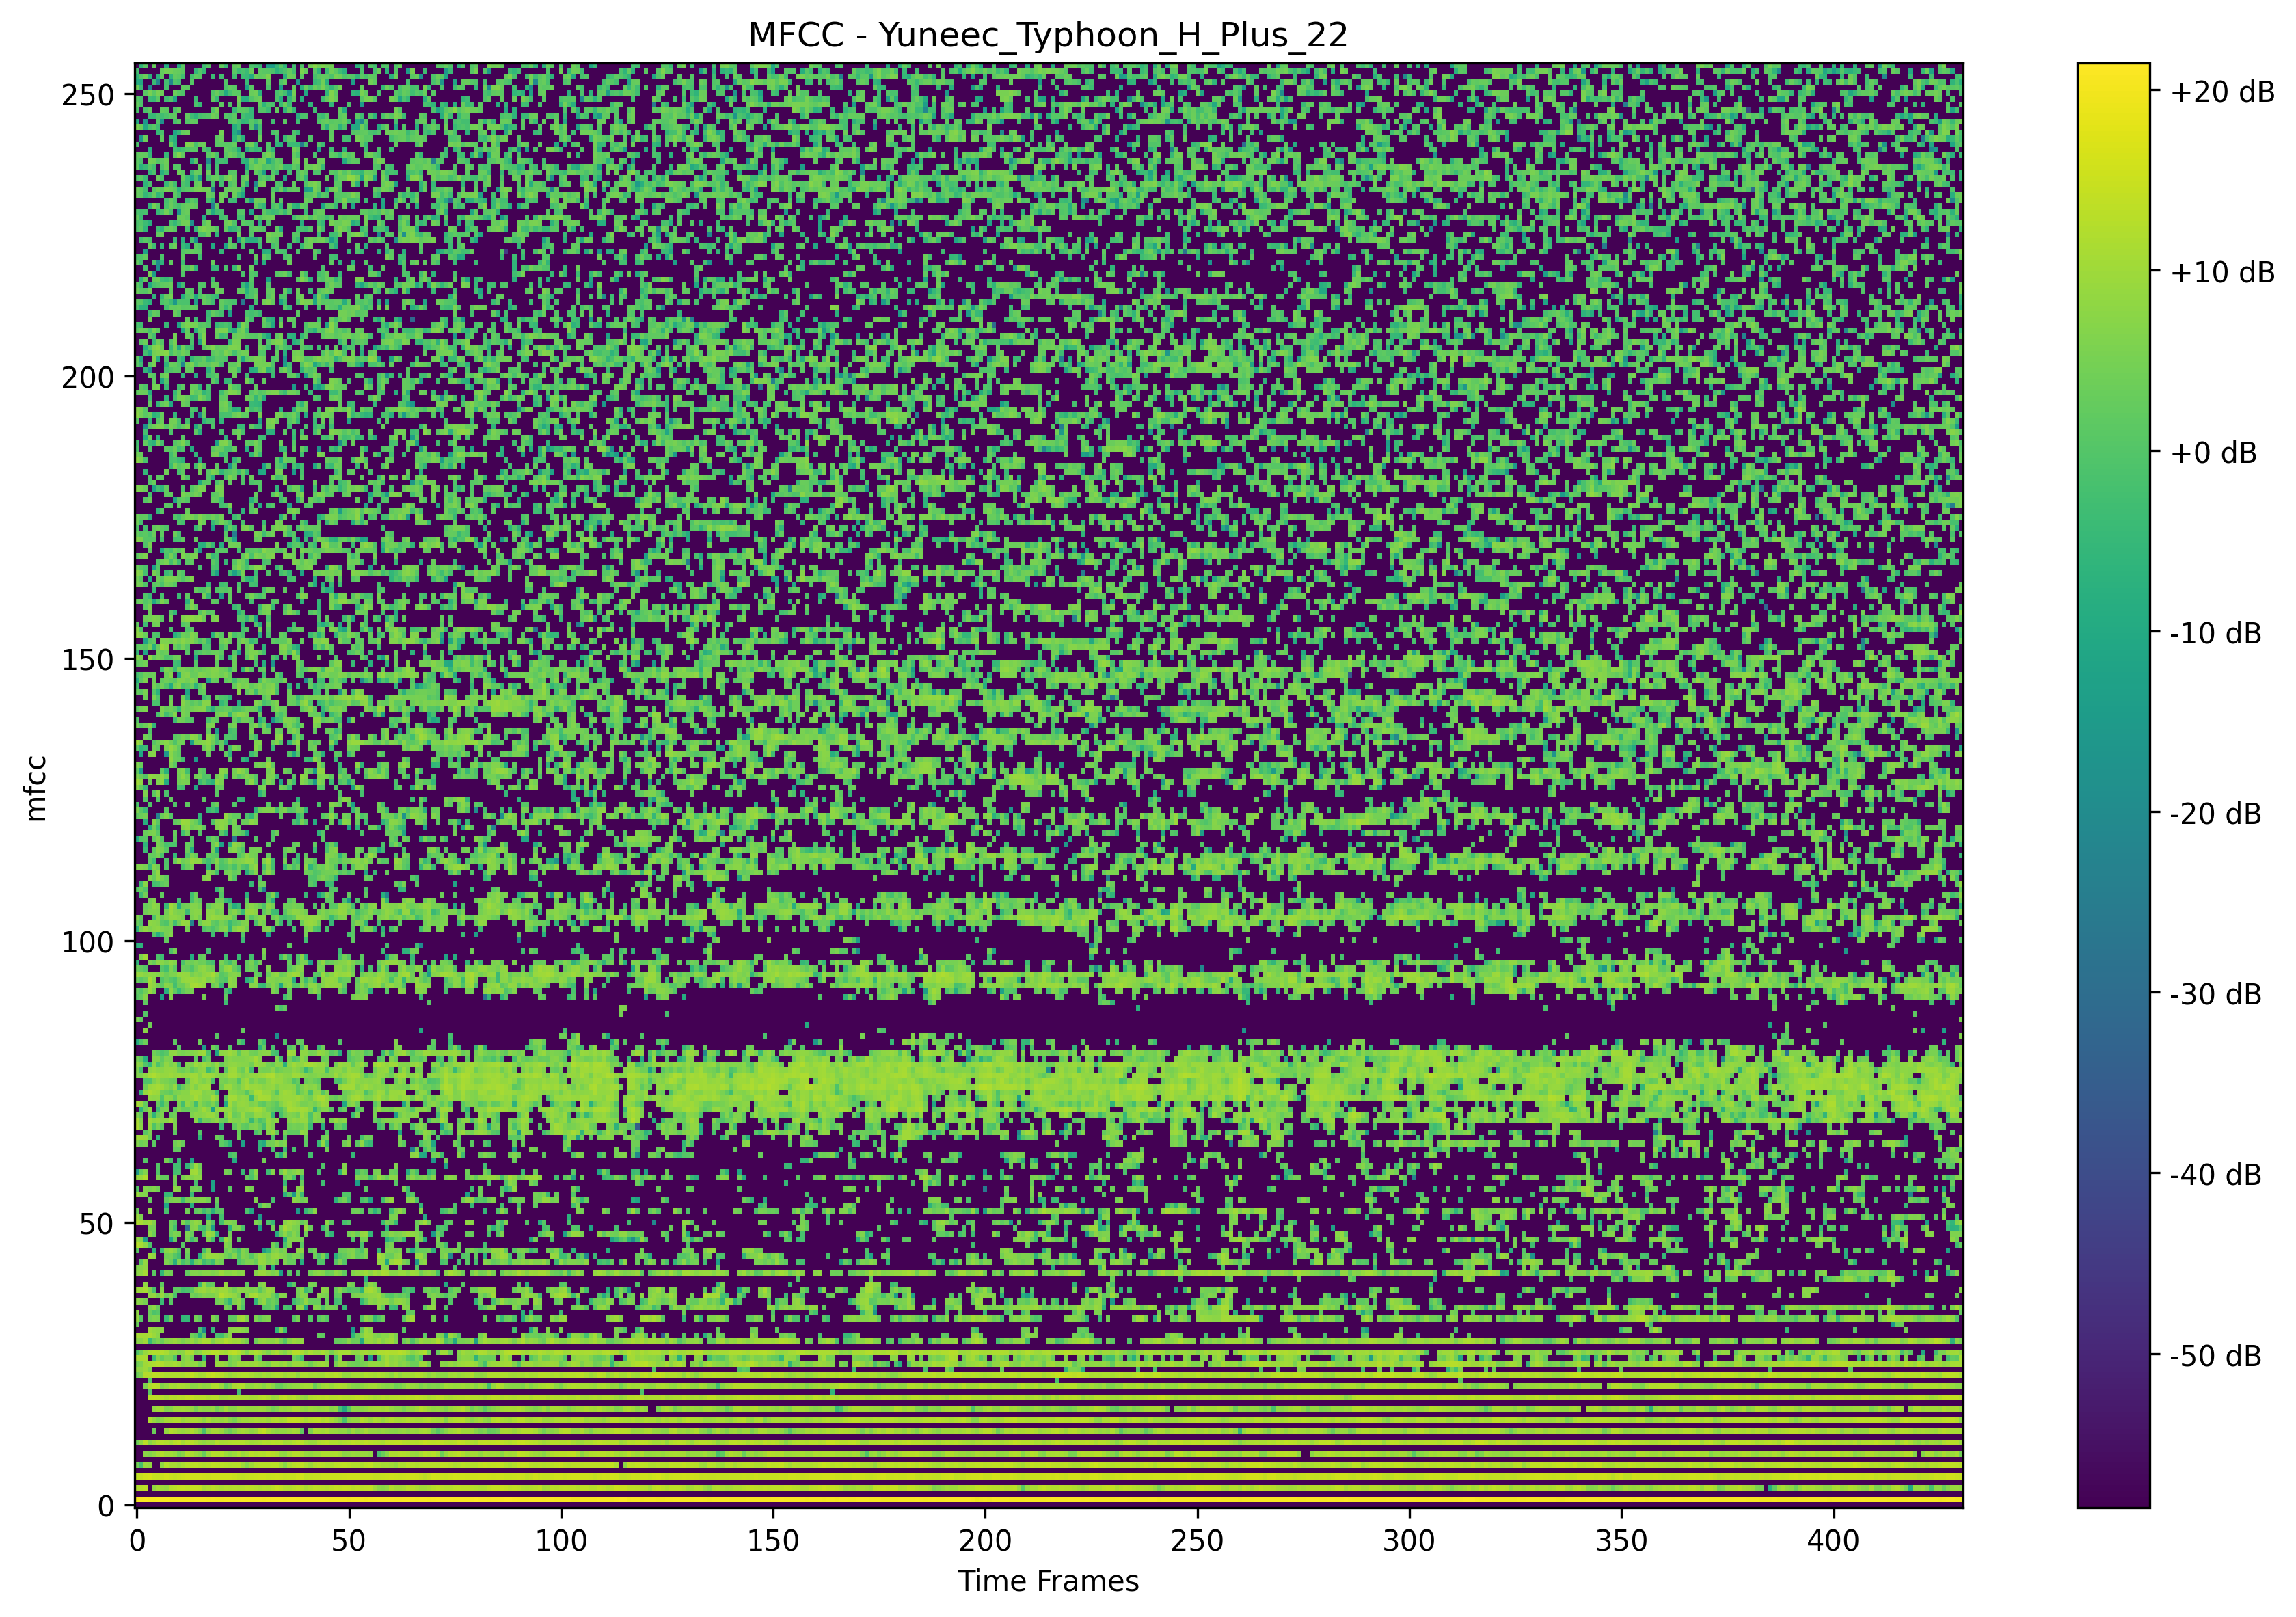 MFCC - Yuneec_Typhoon_H_Plus_22
mfcc
250
200
150
100
50
0
0 50 100 150 200 250 300 350 400
Time Frames
+20 dB
+10 dB
+0 dB
-10 dB
-20 dB
-30 dB
-40 dB
-50 dB